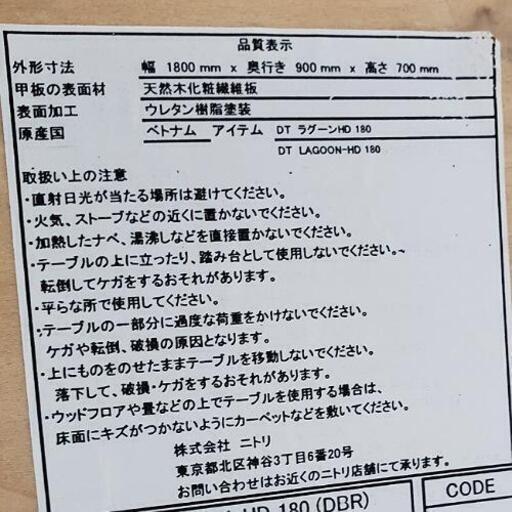 品質表示
外形寸法 幅 1800 mm x 奥行き 900 mm x 高さ 700 mm
甲板の表面材 天然木化粧繊維板
表面加工 ウレタン樹脂塗装
原産国 ベトナム アイテム DT ラグーンHD 180
DT LAGOON-HD 180
取扱い上の注意
・直射日光が当たる場所は避けてください。
・火気、ストーブなどの近くに置かないでください。
・加熱したナベ、湯沸しなどを直接置かないでください。
・テーブルの上に立ったり、踏み台として使用しないでください。
転倒してケガをするおそれがあります。
・平らな所で使用してください。
・テーブルの一部分に過度な荷重をかけないでください。
ケガや転倒、破損の原因となります。
・上にものをのせたままテーブルを移動しないでください。
落下して、破損・ケガをするおそれがあります。
・ウッドフロアや畳などの上でテーブルを使用する場合は、
床面にキズがつかないようにカーペットなどを敷いてください。
株式会社 ニトリ
東京都北区神谷3丁目6番20号
お問い合わせはお近くのニトリ店舗にて承ります。
HD 180 (DBR) CODE